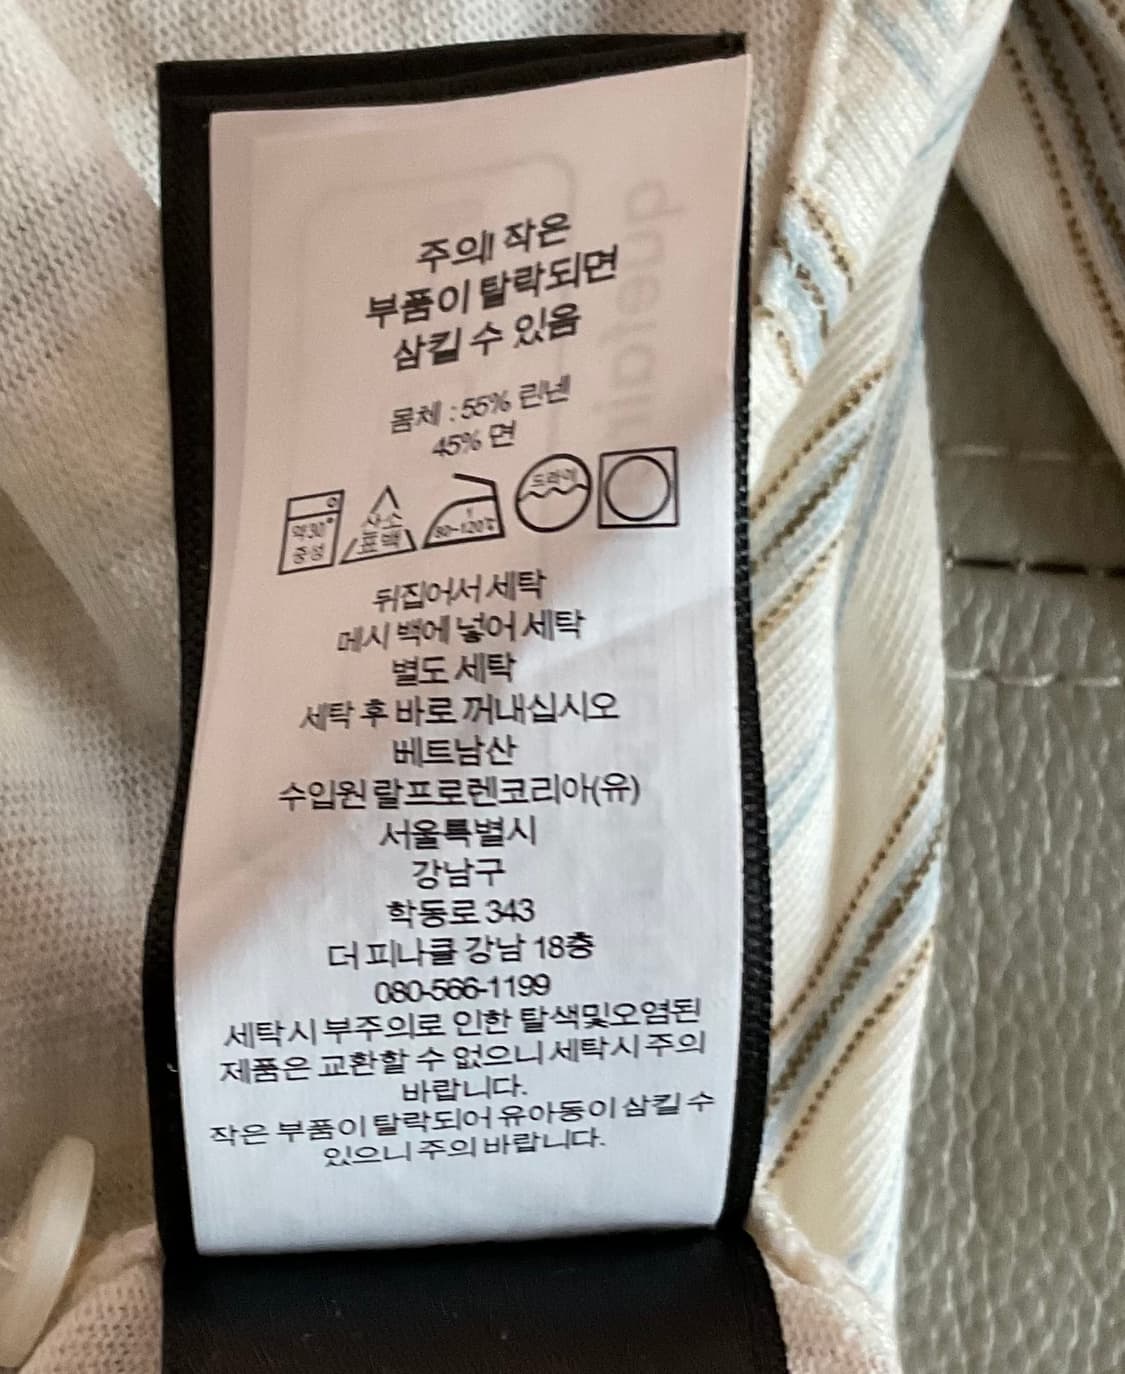 주의! 작은
부품이 탈락되면
삼킬 수 있음
몸체 : 55% 린넨
45% 면
약30°
중성
산소
표백
1
80~120℃
드라이
뒤집어서 세탁
메시 백에 넣어 세탁
별도 세탁
세탁 후 바로 꺼내십시오
베트남산
수입원 랄프로렌코리아(유)
서울특별시
강남구
학동로 343
더 피나클 강남 18층
080-566-1199
세탁시 부주의로 인한 탈색및오염된
제품은 교환할 수 없으니 세탁시 주의
바랍니다.
작은 부품이 탈락되어 유아동이 삼킬 수
있으니 주의 바랍니다.